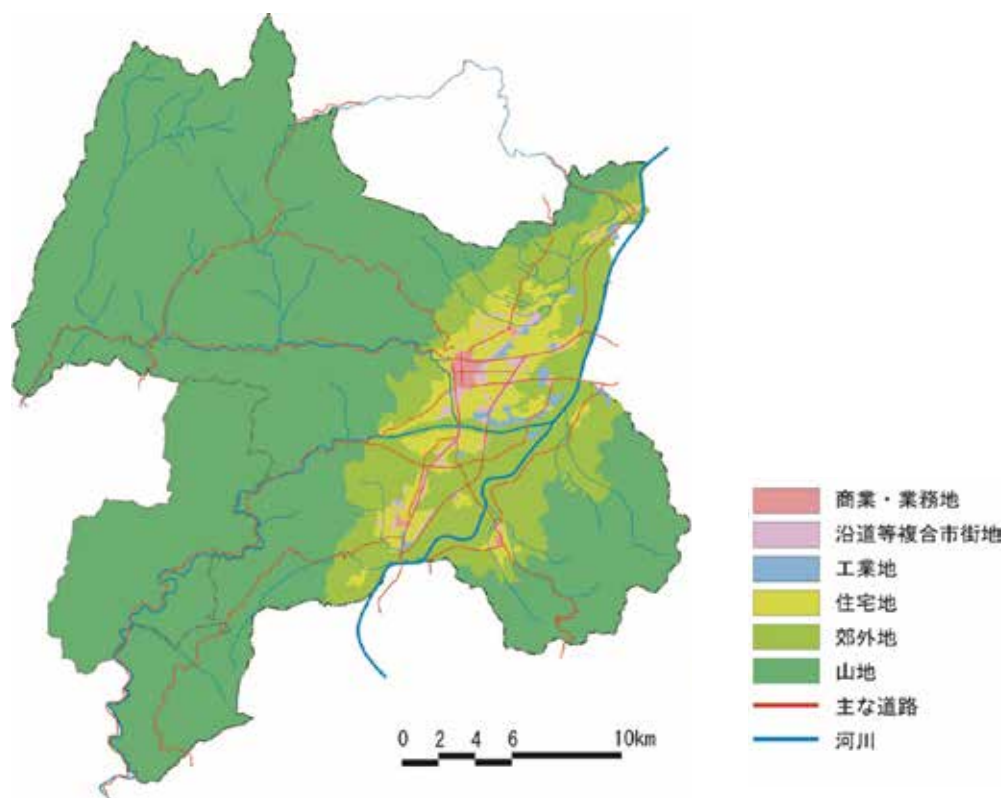 商業・業務地
沿道等複合市街地
工業地
住宅地
郊外地
山地
主な道路
河川
0 2 4 6 10km